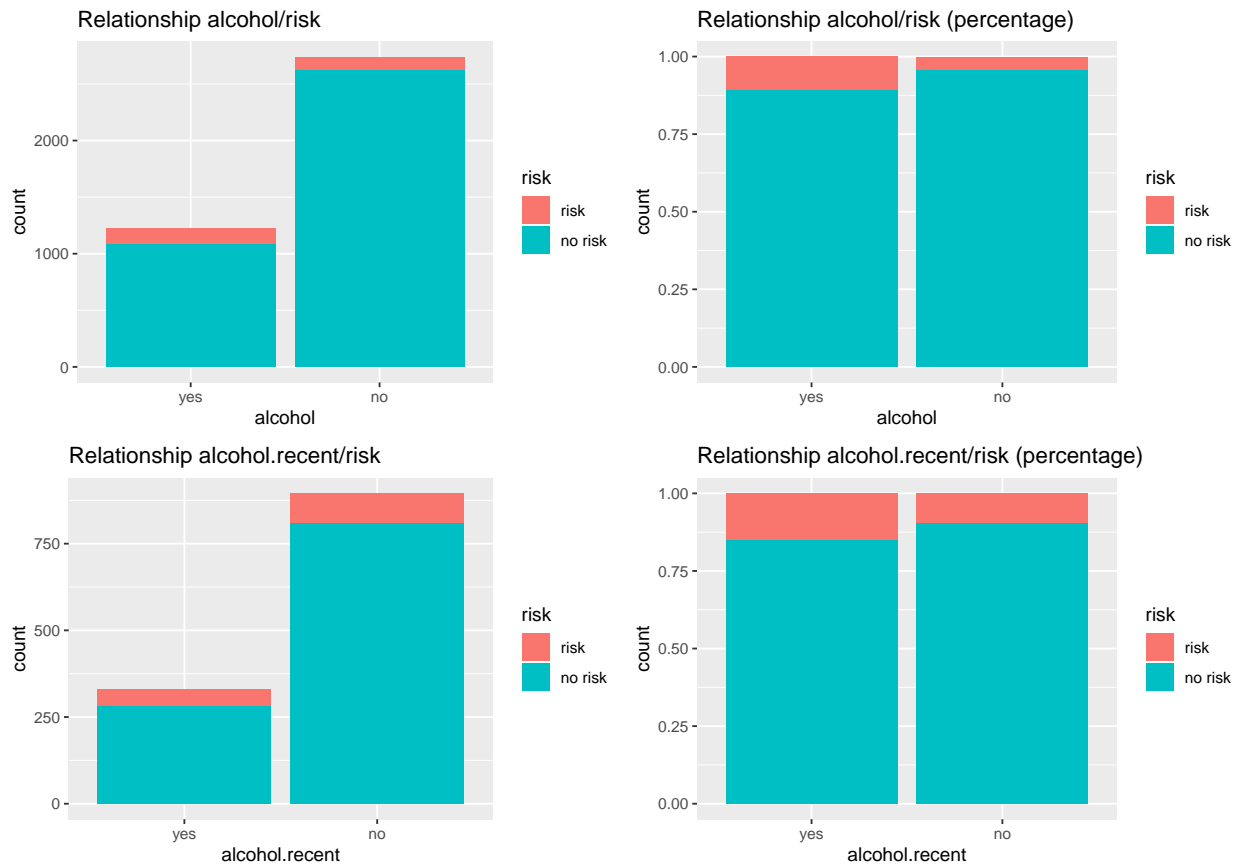 Relationship alcohol/risk
2000
1000
0
count
yes
no
alcohol
risk
risk
no risk
Relationship alcohol/risk (percentage)
1.00
0.75
0.50
0.25
0.00
count
yes
no
alcohol
risk
risk
no risk
Relationship alcohol.recent/risk
750
500
250
0
count
yes
no
alcohol.recent
risk
risk
no risk
Relationship alcohol.recent/risk (percentage)
1.00
0.75
0.50
0.25
0.00
count
yes
no
alcohol.recent
risk
risk
no risk